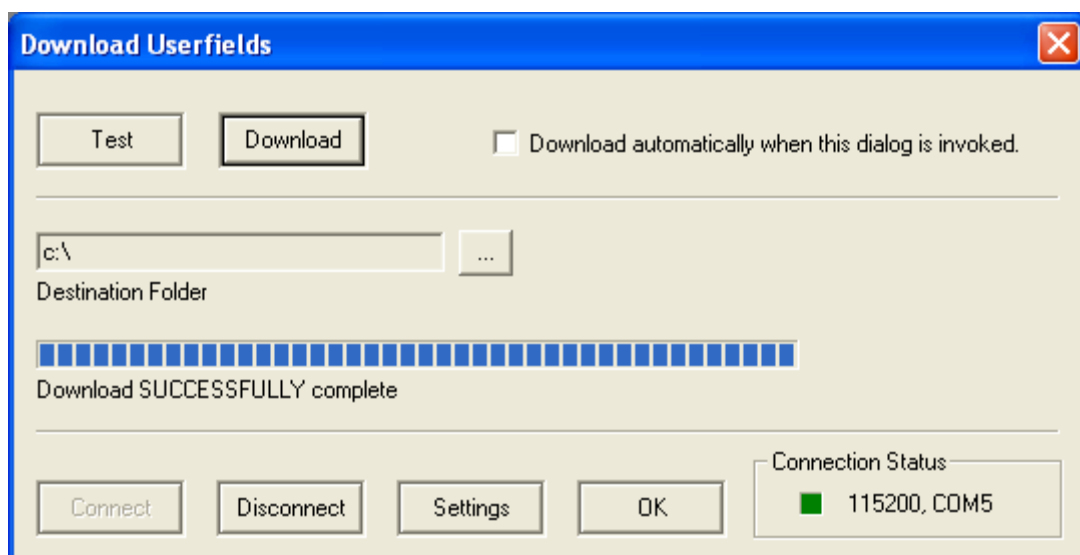 Download Userfields
Test
Download
Download automatically when this dialog is invoked.
c:\
...
Destination Folder
Download SUCCESSFULLY complete
Connection Status
Connect
Disconnect
Settings
OK
115200, COM5